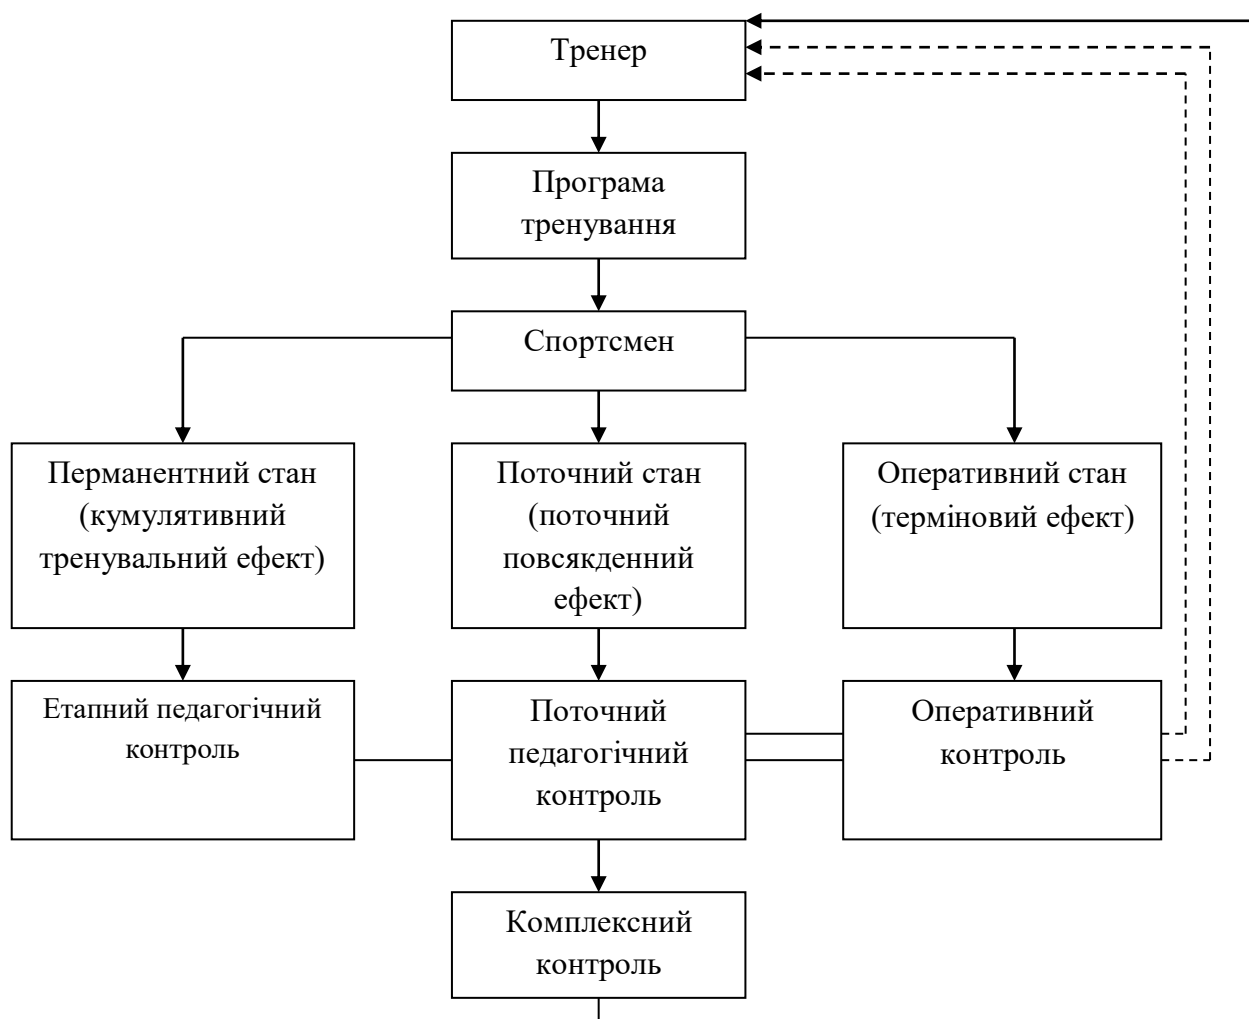 Тренер
Програма
тренування
Спортсмен
Перманентний стан
(кумулятивний
тренувальний ефект)
Поточний стан
(поточний
повсякденний
ефект)
Оперативний стан
(терміновий ефект)
Етапний педагогічний
контроль
Поточний
педагогічний
контроль
Оперативний
контроль
Комплексний
контроль